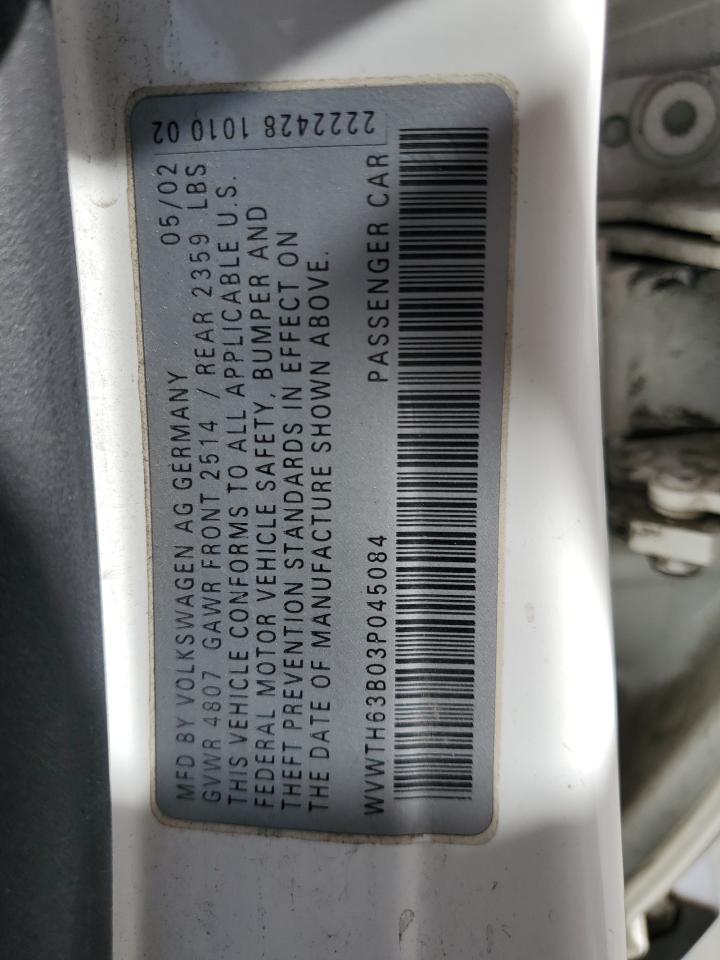 2222428 1010 02
MFD BY VOLKSWAGEN AG GERMANY 05/02
GVWR 4807 GAWR FRONT 2514 / REAR 2359 LBS
THIS VEHICLE CONFORMS TO ALL APPLICABLE U.S.
FEDERAL MOTOR VEHICLE SAFETY, BUMPER AND
THEFT PREVENTION STANDARDS IN EFFECT ON
THE DATE OF MANUFACTURE SHOWN ABOVE.
WVWTH63B03P045084 PASSENGER CAR